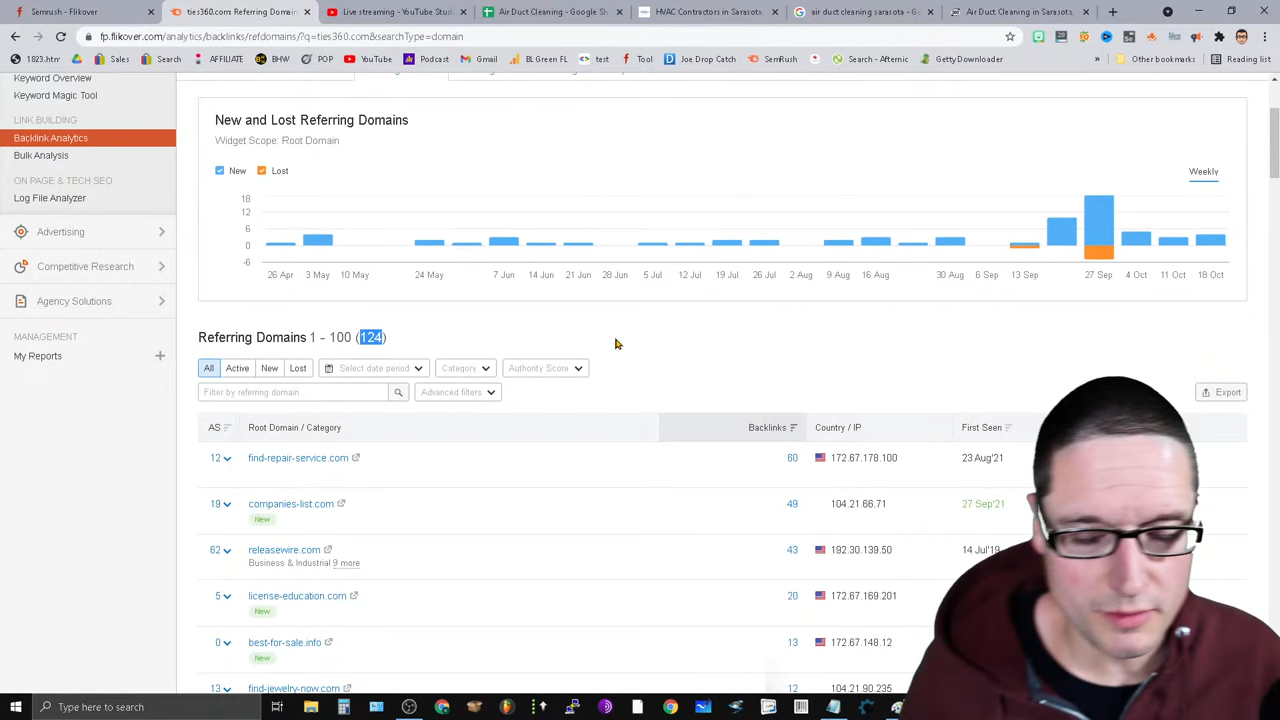 Semrush - Flikover
ties360.com Referring Domain
Live streaming - YouTube Studi
Air Duct Cleaning - Google Sh
HVAC Contractors in Sarasota,
air duct cleaning sarasota - Go
Air Duct Cleaning in Sarasota,
fp.flikover.com/analytics/backlinks/refdomains/?q=ties360.com&searchType=domain
1823.htm
Sales
Search
AFFILIATE
BHW
POP
YouTube
Podcast
Gmail
BL Green FL
test
Tool
Joe Drop Catch
SemRush
Search - Afternic
GettyDownloader
Other bookmarks
Reading list
Keyword Overview
Keyword Magic Tool
LINK BUILDING
Backlink Analytics
Bulk Analysis
ON PAGE & TECH SEO
Log File Analyzer
Advertising
Competitive Research
Agency Solutions
MANAGEMENT
My Reports
New and Lost Referring Domains
Widget Scope: Root Domain
New Lost
Weekly
18
12
6
0
-6
26 Apr 3 May 10 May 24 May 7 Jun 14 Jun 21 Jun 28 Jun 5 Jul 12 Jul 19 Jul 26 Jul 2 Aug 9 Aug 16 Aug 30 Aug 6 Sep 13 Sep 27 Sep 4 Oct 11 Oct 18 Oct
Referring Domains 1 - 100 (124)
All Active New Lost Select date period Category Authority Score
Filter by referring domain Advanced filters Export
AS Root Domain / Category Backlinks Country / IP First Seen
12 find-repair-service.com 60 172.67.178.100 23 Aug'21
19 companies-list.com 49 104.21.66.71 27 Sep'21
New
62 releasewire.com 43 192.30.139.50 14 Jul'19
Business & Industrial 9 more
5 license-education.com 20 172.67.169.201
New
0 best-for-sale.info 13 172.67.148.12
New
13 find-jewelry-now.com 12 104.21.90.235
Type here to search